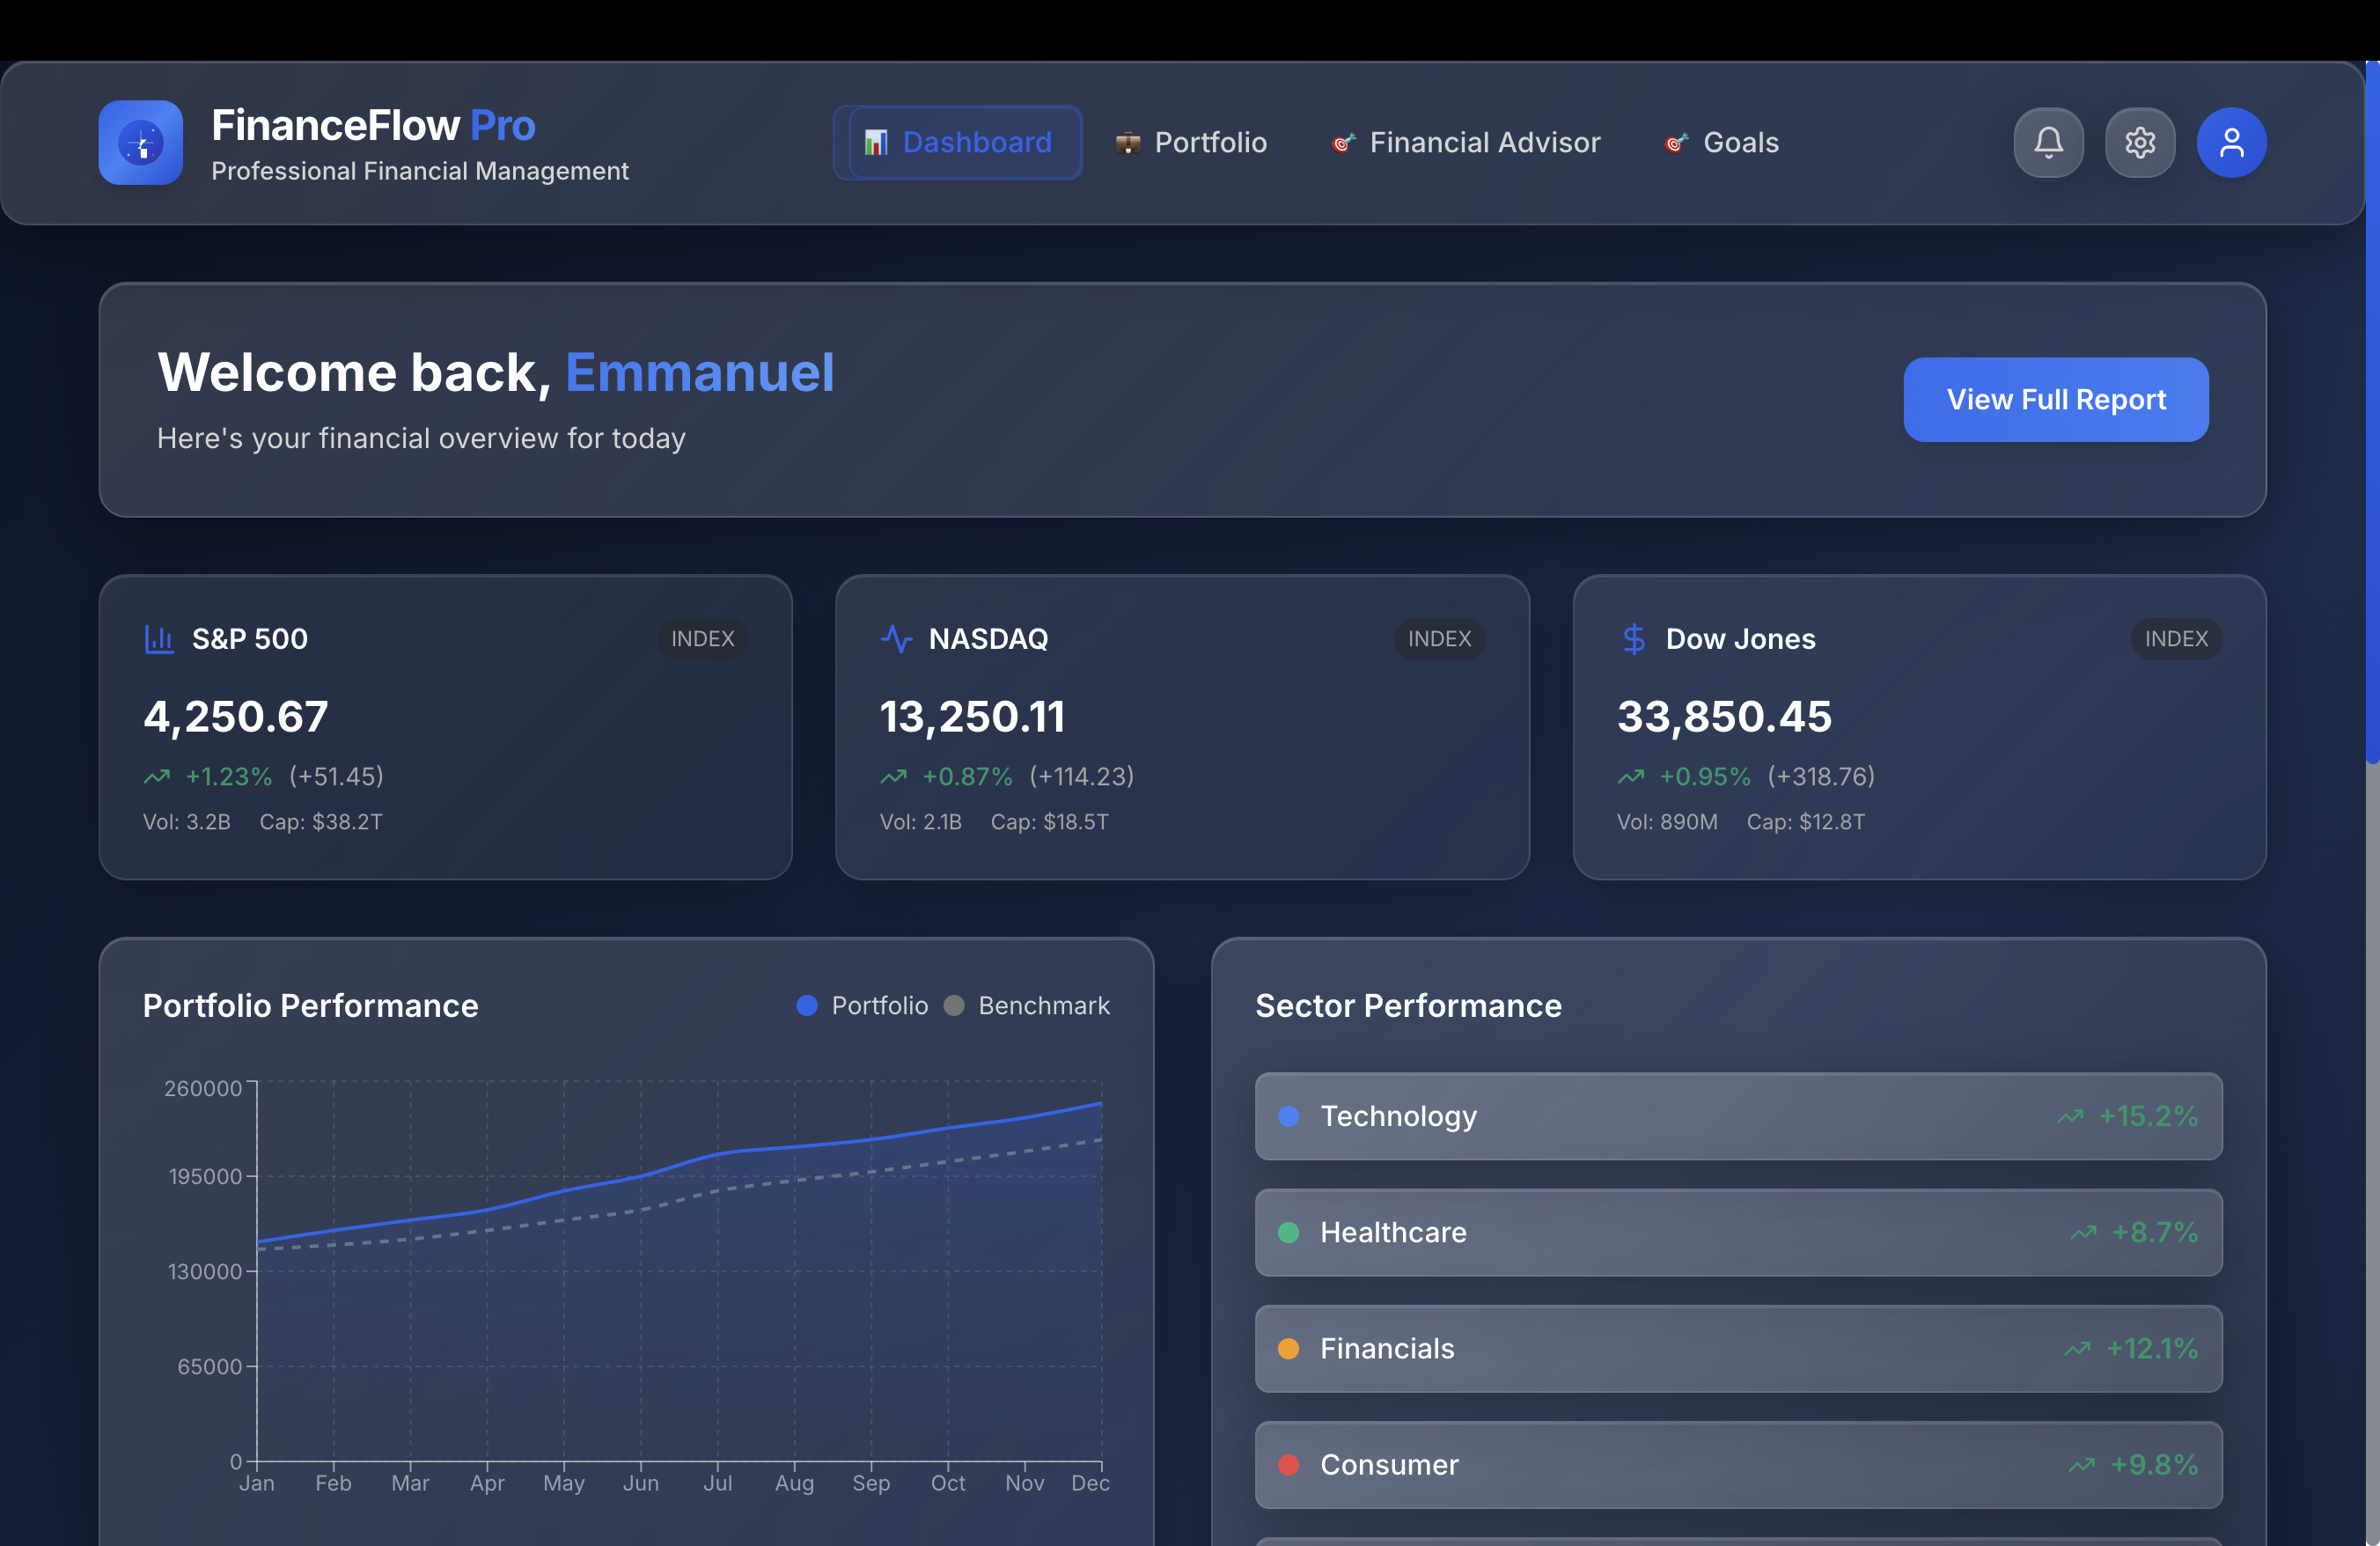 FinanceFlow Pro
Professional Financial Management
Dashboard
Portfolio
Financial Advisor
Goals
Welcome back, Emmanuel
Here's your financial overview for today
View Full Report
S&P 500
INDEX
4,250.67
+1.23% (+51.45)
Vol: 3.2B Cap: $38.2T
NASDAQ
INDEX
13,250.11
+0.87% (+114.23)
Vol: 2.1B Cap: $18.5T
Dow Jones
INDEX
33,850.45
+0.95% (+318.76)
Vol: 890M Cap: $12.8T
Portfolio Performance
Portfolio
Benchmark
260000
195000
130000
65000
0
Jan Feb Mar Apr May Jun Jul Aug Sep Oct Nov Dec
Sector Performance
Technology +15.2%
Healthcare +8.7%
Financials +12.1%
Consumer +9.8%